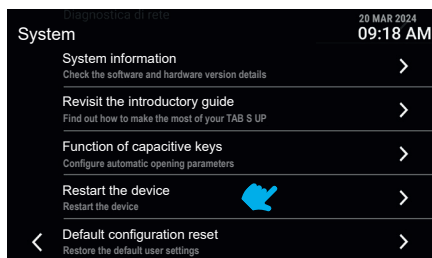 Diagnostica di rete
20 MAR 2024
System
09:18 AM
System information
Check the software and hardware version details
Revisit the introductory guide
Find out how to make the most of your TAB S UP
Function of capacitive keys
Configure automatic opening parameters
Restart the device
Restart the device
Default configuration reset
Restore the default user settings